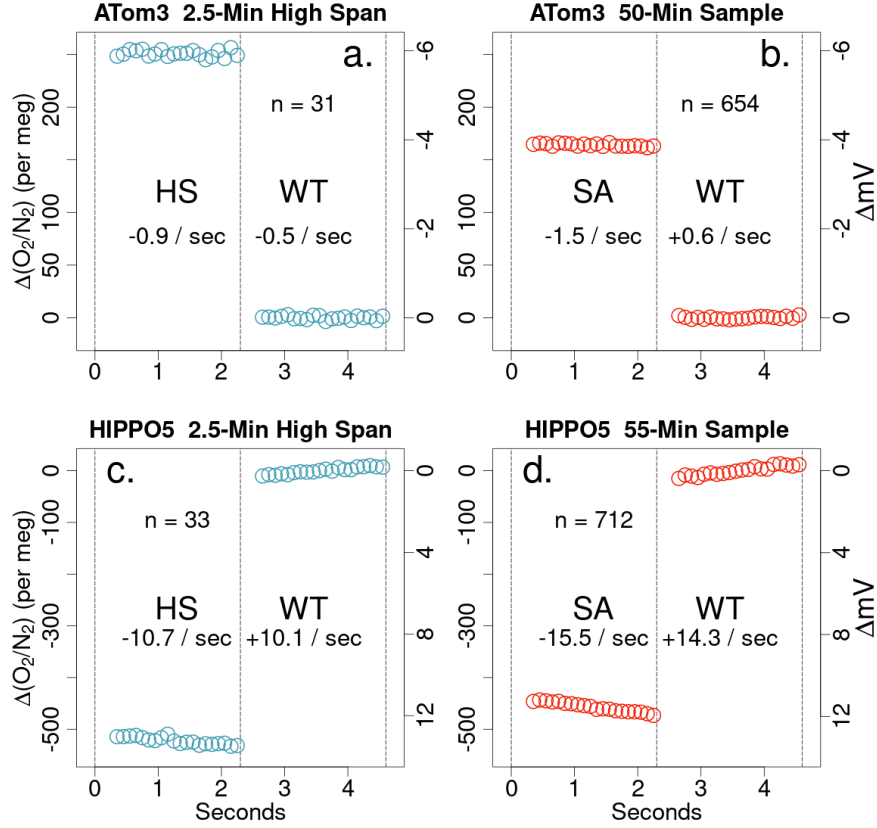 ATom3 2.5-Min High Span
ATom3 50-Min Sample
Δ(O₂/N₂) (per meg)
0 50 100 200
a.
n = 31
HS WT
-0.9 / sec -0.5 / sec
0 1 2 3 4
-6 -4 -2 0
0 50 100 200
b.
n = 654
SA WT
-1.5 / sec +0.6 / sec
0 1 2 3 4
-6 -4 -2 0
ΔmV
HIPPO5 2.5-Min High Span
HIPPO5 55-Min Sample
Δ(O₂/N₂) (per meg)
0 -100 -300 -500
c.
n = 33
HS WT
-10.7 / sec +10.1 / sec
0 1 2 3 4
Seconds
0 4 8 12
0 -100 -300 -500
d.
n = 712
SA WT
-15.5 / sec +14.3 / sec
0 1 2 3 4
Seconds
0 4 8 12
ΔmV